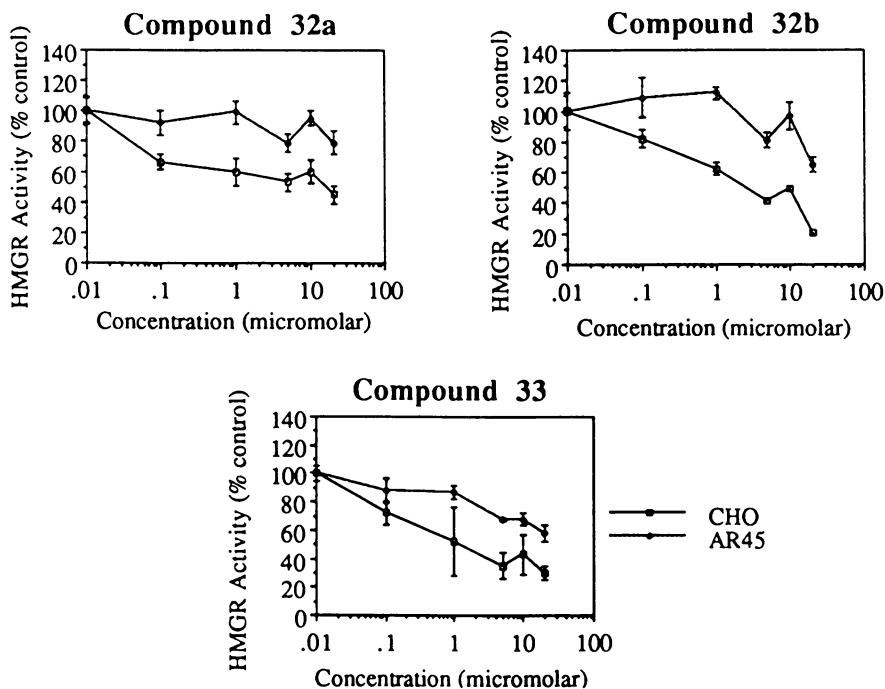 Compound 32a
HMGR Activity (% control)
140
120
100
80
60
40
20
0
.01 .1 1 10 100
Concentration (micromolar)
Compound 32b
HMGR Activity (% control)
140
120
100
80
60
40
20
0
.01 .1 1 10 100
Concentration (micromolar)
Compound 33
HMGR Activity (% control)
140
120
100
80
60
40
20
0
.01 .1 1 10 100
Concentration (micromolar)
CHO
AR45